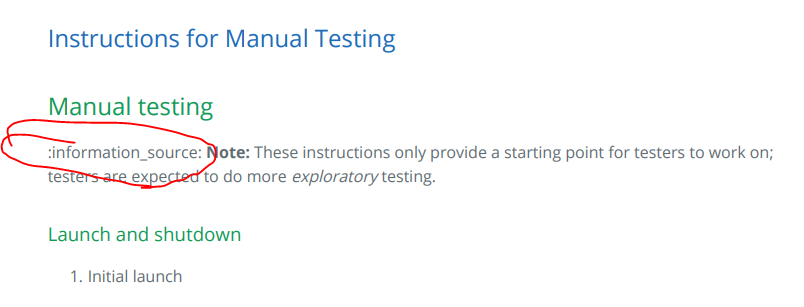 Instructions for Manual Testing
Manual testing
:information_source: Note: These instructions only provide a starting point for testers to work on;
testers are expected to do more exploratory testing.
Launch and shutdown
1. Initial launch